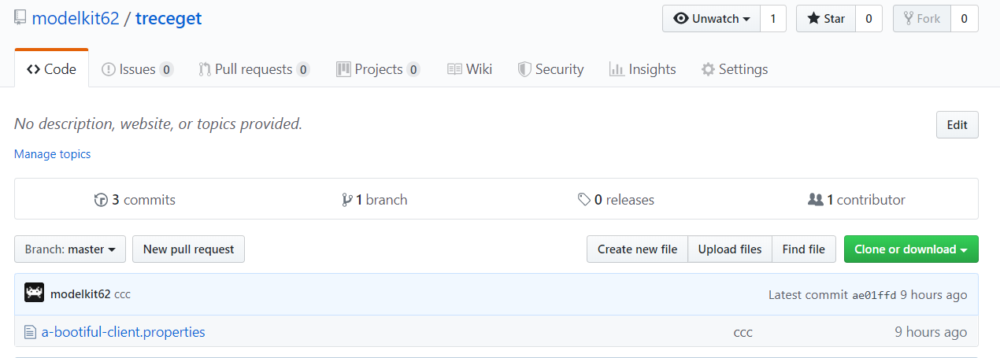 modelkit62 / treceget Unwatch 1 Star 0 Fork 0
Code Issues 0 Pull requests 0 Projects 0 Wiki Security Insights Settings
No description, website, or topics provided. Edit
Manage topics
3 commits 1 branch 0 releases 1 contributor
Branch: master New pull request Create new file Upload files Find file Clone or download
modelkit62 ccc Latest commit ae01ffd 9 hours ago
a-bootiful-client.properties ccc 9 hours ago